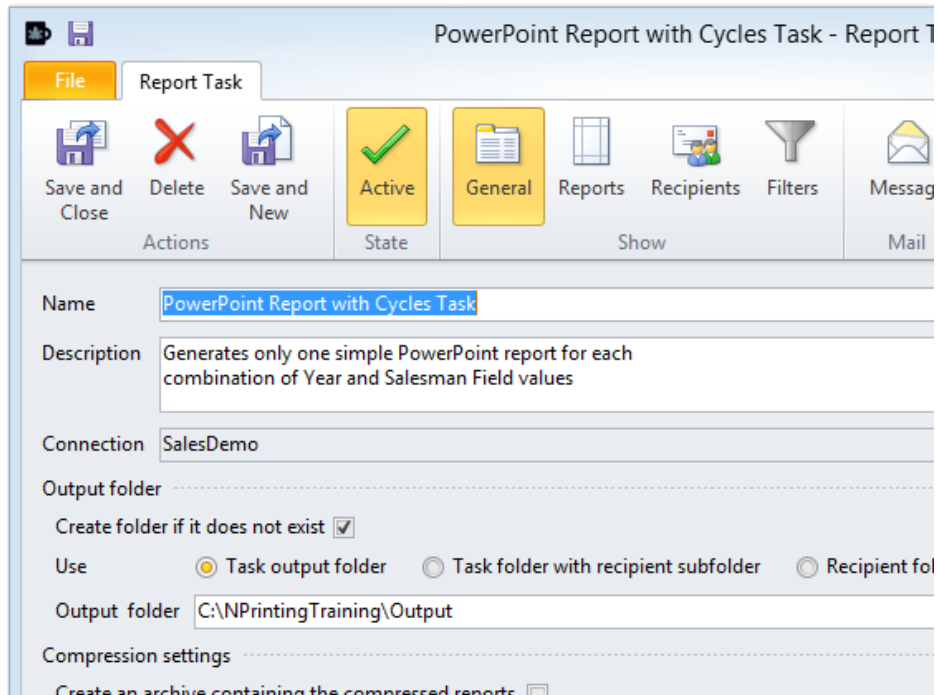 PowerPoint Report with Cycles Task - Report
File
Report Task
Save and Close
Delete
Save and New
Active
General
Reports
Recipients
Filters
Actions
State
Show
Mail
Name
PowerPoint Report with Cycles Task
Description
Generates only one simple PowerPoint report for each
combination of Year and Salesman Field values
Connection
SalesDemo
Output folder
Create folder if it does not exist
Use
Task output folder
Task folder with recipient subfolder
Recipient
Output folder
C:\NPrintingTraining\Output
Compression settings
Create an archive containing the compressed reports